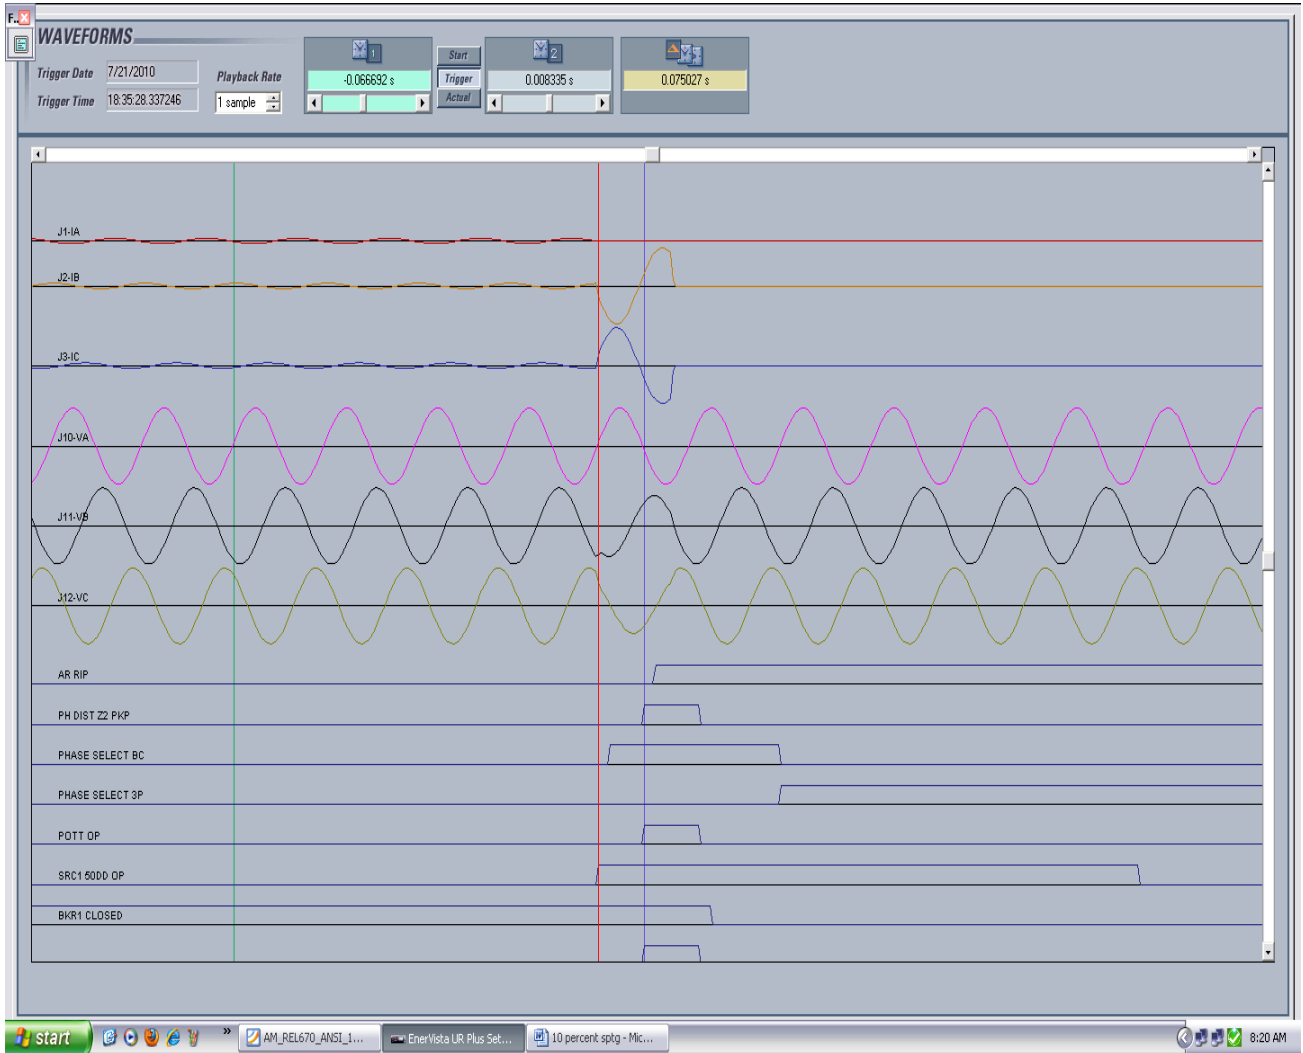 F..
WAVEFORMS
Trigger Date 7/21/2010
Trigger Time 18:35:28.337246
Playback Rate
1 sample
1
-0.066692 s
Start
Trigger
Actual
2
0.008335 s
0.075027 s
J1-IA
J2-IB
J3-IC
J10-VA
J11-VB
J12-VC
AR RIP
PH DIST Z2 PKP
PHASE SELECT BC
PHASE SELECT 3P
POTT OP
SRC1 50DD OP
BKR1 CLOSED
start
»
AM_REL670_ANSI_1...
EnerVista UR Plus Set...
10 percent sptg - Mic...
8:20 AM